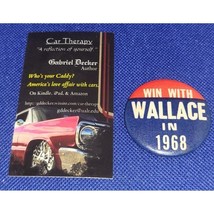 Car Therapy
"A reflection of yourself."
Gabriel Decker
Author
Who's your Caddy?
America's love affair with cars.
On Kindle, iPad, & Amazon
WIN WITH
WALLACE
IN
1968